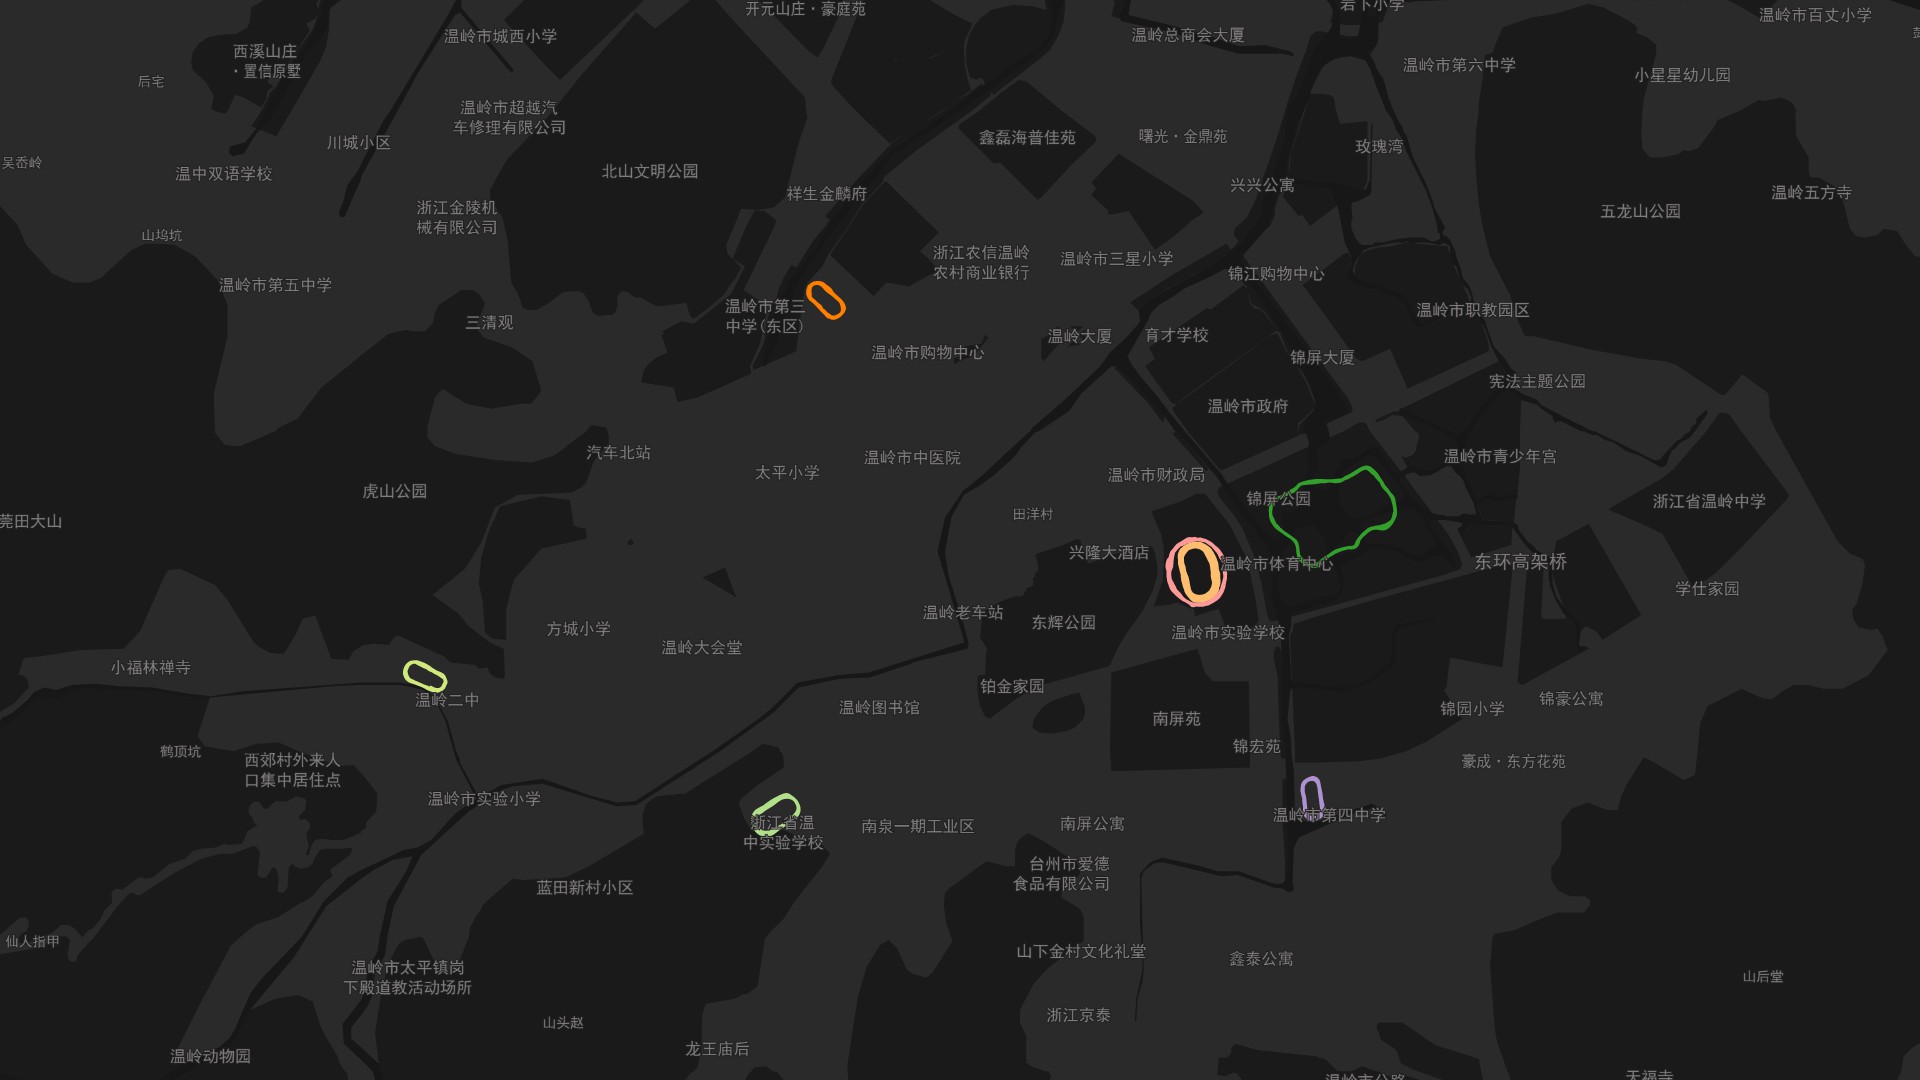 开元山庄·豪庭苑
岩下小学
温岭市百丈小学
温岭市城西小学
温岭总商会大厦
西溪山庄
·置信原墅
温岭市第六中学
小星星幼儿园
后宅
温岭市超越汽
车修理有限公司
鑫磊海普佳苑
曙光·金鼎苑
川城小区
玫瑰湾
吴岙岭
温中双语学校
北山文明公园
祥生金麟府
兴兴公寓
温岭五方寺
浙江金陵机
械有限公司
五龙山公园
山坞坑
浙江农信温岭
农村商业银行
温岭市三星小学
锦江购物中心
温岭市第五中学
温岭市第三
中学(东区)
温岭市职教园区
三清观
温岭大厦
育才学校
温岭市购物中心
锦屏大厦
宪法主题公园
温岭市政府
汽车北站
太平小学
温岭市中医院
温岭市青少年宫
温岭市财政局
虎山公园
锦屏公园
浙江省温岭中学
莞田大山
田洋村
兴隆大酒店
温岭市体育中心
东环高架桥
学仕家园
温岭老车站
东辉公园
方城小学
温岭市实验学校
温岭大会堂
小福林禅寺
铂金家园
温岭二中
温岭图书馆
南屏苑
锦园小学
锦豪公寓
锦宏苑
鹤顶坑
西郊村外来人
口集中居住点
豪成·东方花苑
温岭市实验小学
温岭市第四中学
浙江省温
中实验学校
南泉一期工业区
南屏公寓
台州市爱德
食品有限公司
蓝田新村小区
仙人指甲
山下金村文化礼堂
鑫泰公寓
温岭市太平镇岗
下殿道教活动场所
山后堂
浙江京泰
山头赵
龙王庙后
温岭动物园
天福寺
温岭市公路